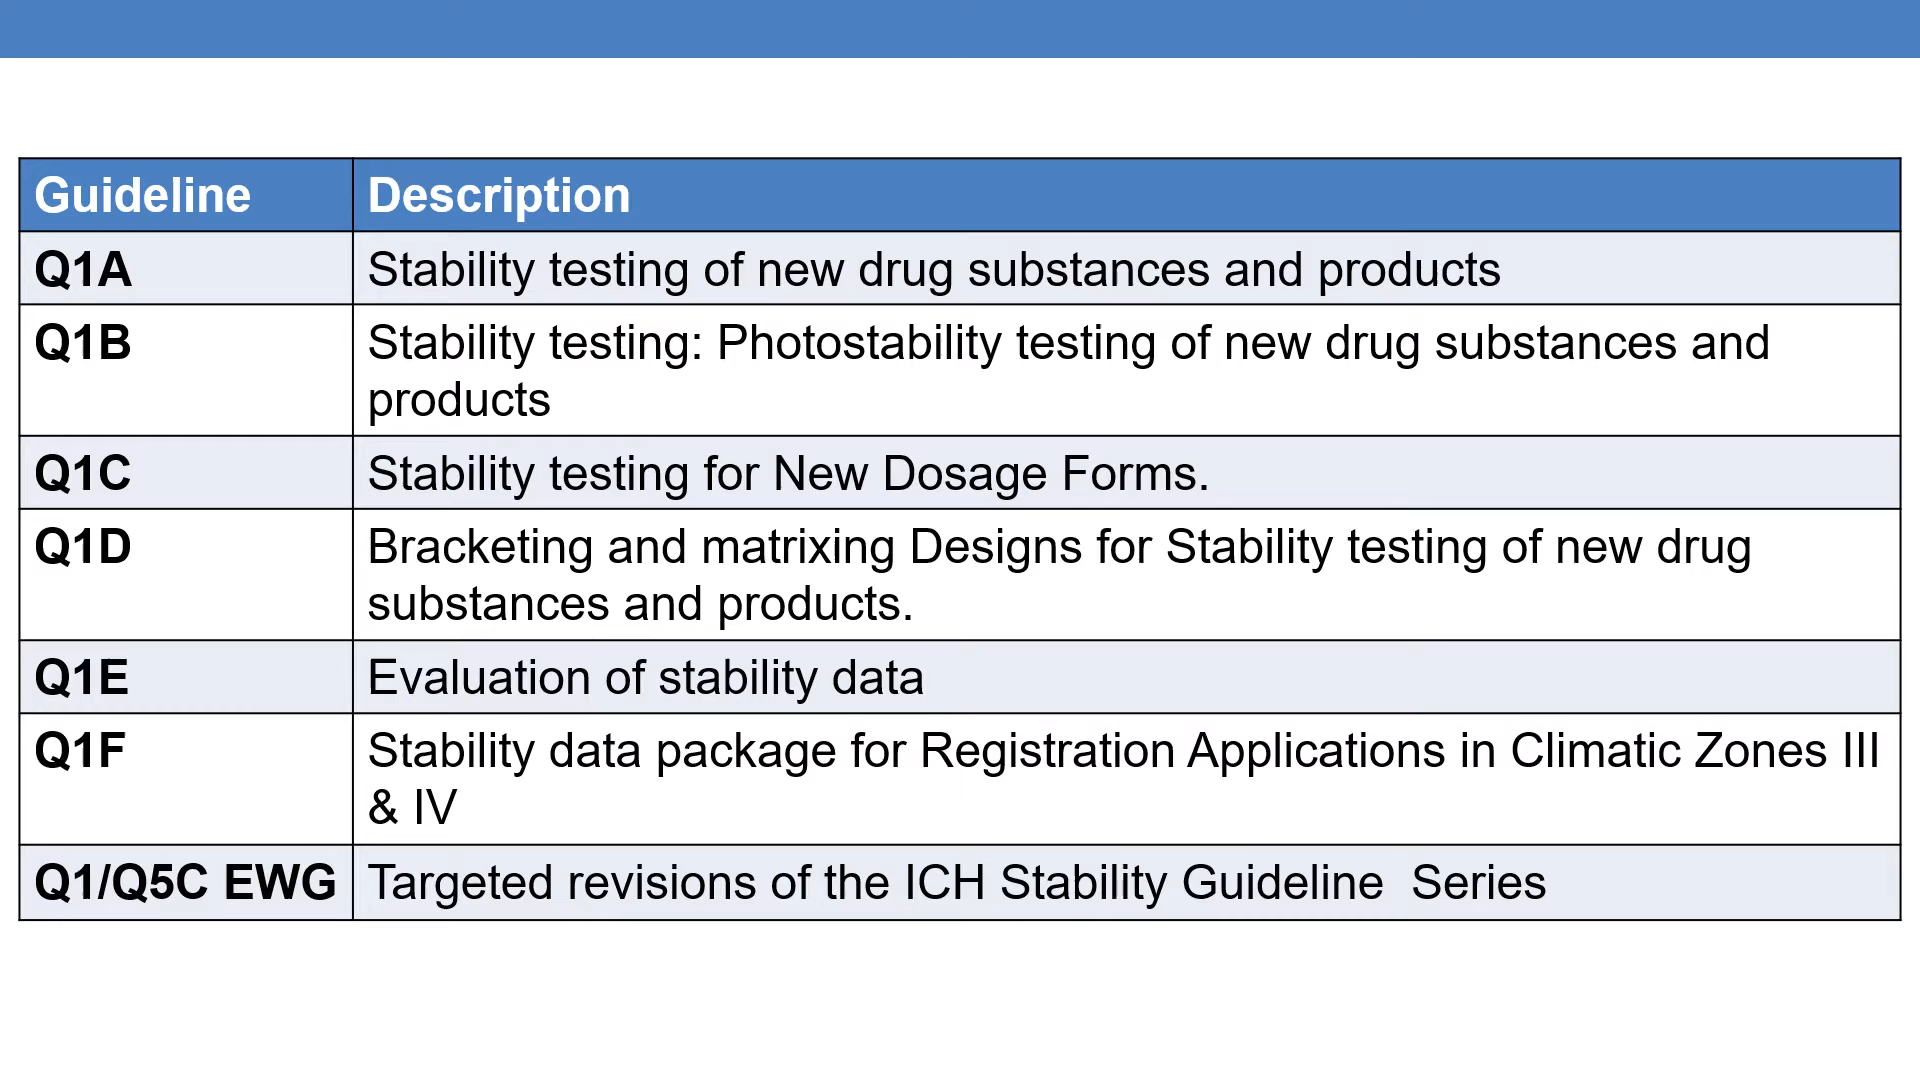 Guideline Description
Q1A Stability testing of new drug substances and products
Q1B Stability testing: Photostability testing of new drug substances and
products
Q1C Stability testing for New Dosage Forms.
Q1D Bracketing and matrixing Designs for Stability testing of new drug
substances and products.
Q1E Evaluation of stability data
Q1F Stability data package for Registration Applications in Climatic Zones III
& IV
Q1/Q5C EWG Targeted revisions of the ICH Stability Guideline  Series